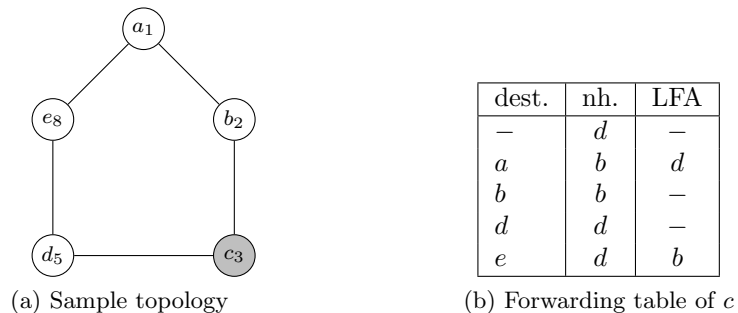 a₁
e₈
b₂
d₅
c₃
(a) Sample topology
dest. nh. LFA
– d –
a b d
b b –
d d –
e d b
(b) Forwarding table of c